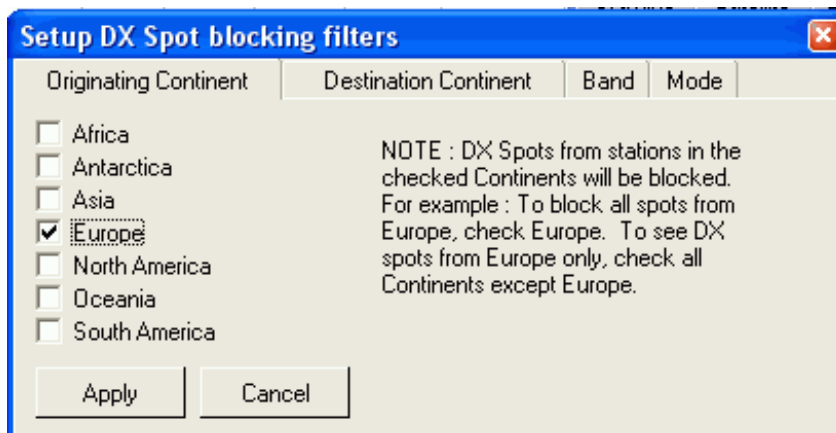 Setup DX Spot blocking filters
Originating Continent Destination Continent Band Mode
Africa
Antarctica
Asia
Europe
North America
Oceania
South America
NOTE : DX Spots from stations in the
checked Continents will be blocked.
For example : To block all spots from
Europe, check Europe. To see DX
spots from Europe only, check all
Continents except Europe.
Apply Cancel